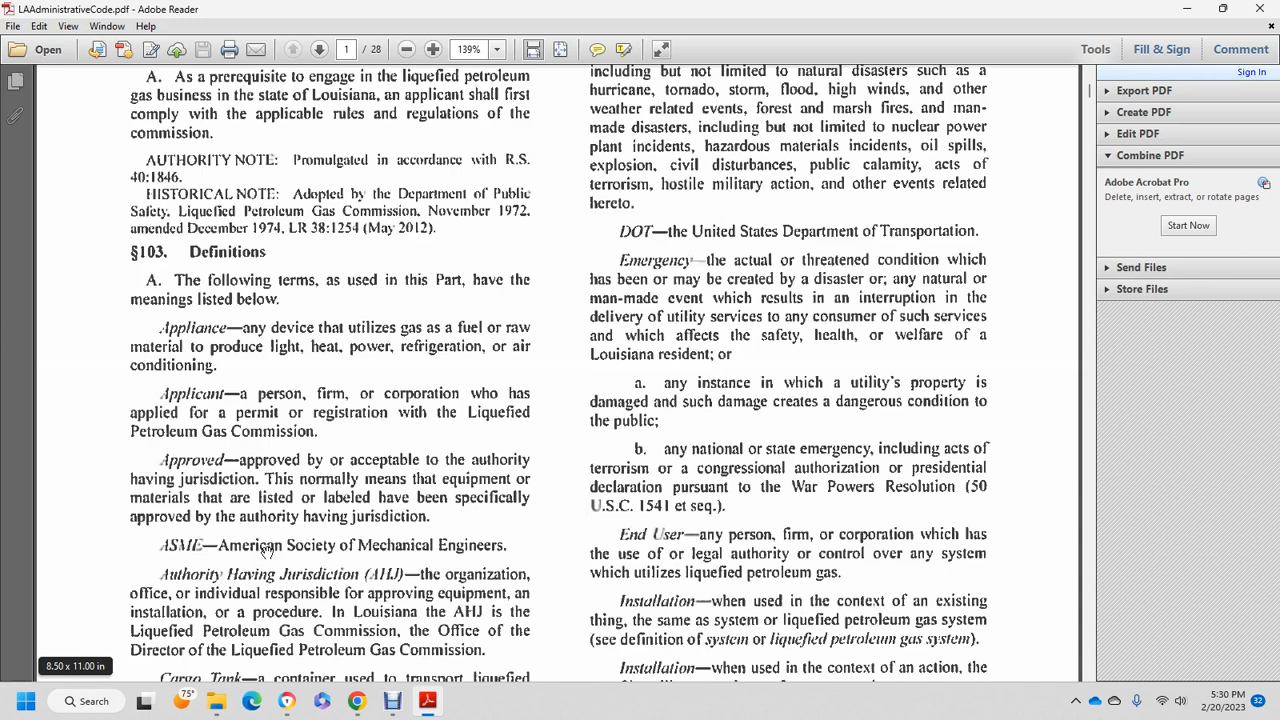 LAAdministrativeCode.pdf - Adobe Reader
File Edit View Window Help
Open 1 / 28 139% Tools Fill & Sign Comment
A. As a prerequisite to engage in the liquefied petroleum
gas business in the state of Louisiana, an applicant shall first
comply with the applicable rules and regulations of the
commission.
AUTHORITY NOTE: Promulgated in accordance with R.S.
40:1846.
HISTORICAL NOTE: Adopted by the Department of Public
Safety, Liquefied Petroleum Gas Commission, November 1972,
amended December 1974, LR 38:1254 (May 2012).
§103. Definitions
A. The following terms, as used in this Part, have the
meanings listed below.
Appliance—any device that utilizes gas as a fuel or raw
material to produce light, heat, power, refrigeration, or air
conditioning.
Applicant—a person, firm, or corporation who has
applied for a permit or registration with the Liquefied
Petroleum Gas Commission.
Approved—approved by or acceptable to the authority
having jurisdiction. This normally means that equipment or
materials that are listed or labeled have been specifically
approved by the authority having jurisdiction.
ASME—American Society of Mechanical Engineers.
Authority Having Jurisdiction (AHJ)—the organization,
office, or individual responsible for approving equipment, an
installation, or a procedure. In Louisiana the AHJ is the
Liquefied Petroleum Gas Commission, the Office of the
Director of the Liquefied Petroleum Gas Commission.
Cargo Tank—a container used to transport liquefied
including but not limited to natural disasters such as a
hurricane, tornado, storm, flood, high winds, and other
weather related events, forest and marsh fires, and man-
made disasters, including but not limited to nuclear power
plant incidents, hazardous materials incidents, oil spills,
explosion, civil disturbances, public calamity, acts of
terrorism, hostile military action, and other events related
hereto.
DOT—the United States Department of Transportation.
Emergency—the actual or threatened condition which
has been or may be created by a disaster or; any natural or
man-made event which results in an interruption in the
delivery of utility services to any consumer of such services
and which affects the safety, health, or welfare of a
Louisiana resident; or
a. any instance in which a utility's property is
damaged and such damage creates a dangerous condition to
the public;
b. any national or state emergency, including acts of
terrorism or a congressional authorization or presidential
declaration pursuant to the War Powers Resolution (50
U.S.C. 1541 et seq.).
End User—any person, firm, or corporation which has
the use of or legal authority or control over any system
which utilizes liquefied petroleum gas.
Installation—when used in the context of an existing
thing, the same as system or liquefied petroleum gas system
(see definition of system or liquefied petroleum gas system).
Installation—when used in the context of an action, the
Sign In
Export PDF
Create PDF
Edit PDF
Combine PDF
Adobe Acrobat Pro
Delete, insert, extract, or rotate pages
Start Now
Send Files
Store Files
8.50 x 11.00 in
Search
75°
5:30 PM
2/20/2023
32